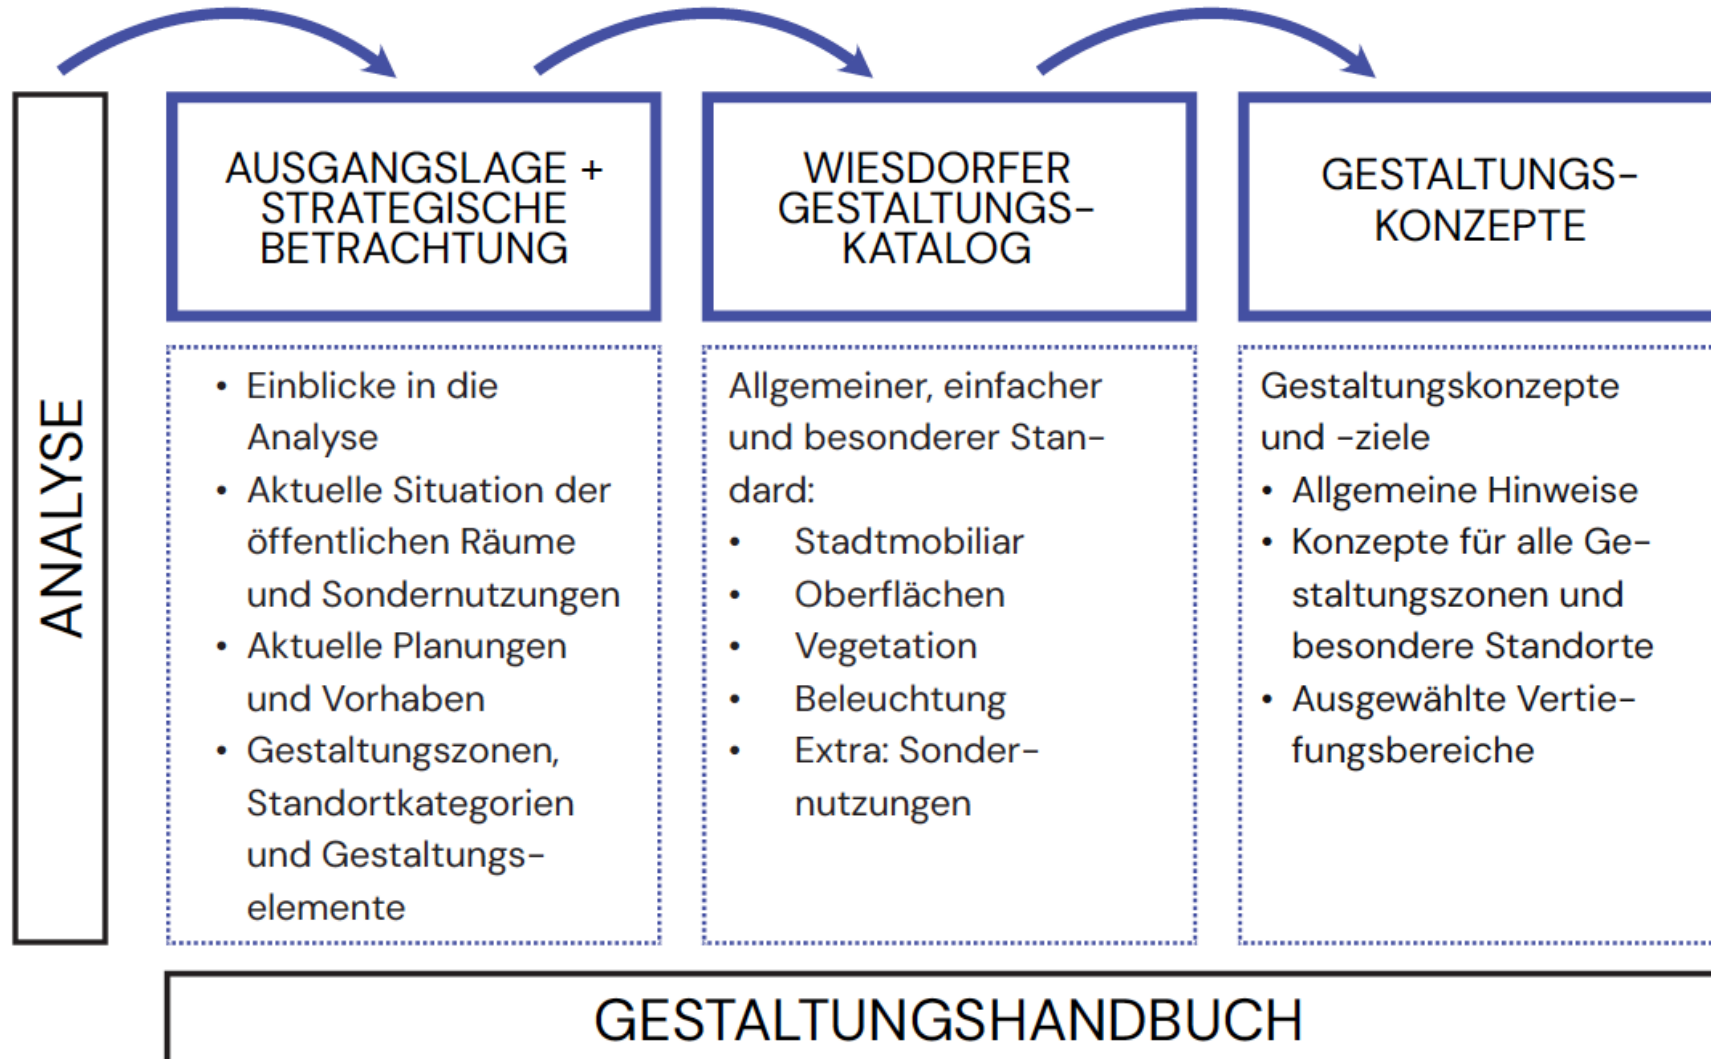 ANALYSE
AUSGANGSLAGE +
STRATEGISCHE
BETRACHTUNG
• Einblicke in die
Analyse
• Aktuelle Situation der
öffentlichen Räume
und Sondernutzungen
• Aktuelle Planungen
und Vorhaben
• Gestaltungszonen,
Standortkategorien
und Gestaltungs-
elemente
WIESDORFER
GESTALTUNGS-
KATALOG
Allgemeiner, einfacher
und besonderer Stan-
dard:
• Stadtmobiliar
• Oberflächen
• Vegetation
• Beleuchtung
• Extra: Sonder-
nutzungen
GESTALTUNGS-
KONZEPTE
Gestaltungskonzepte
und -ziele
• Allgemeine Hinweise
• Konzepte für alle Ge-
staltungszonen und
besondere Standorte
• Ausgewählte Vertie-
fungsbereiche
GESTALTUNGSHANDBUCH